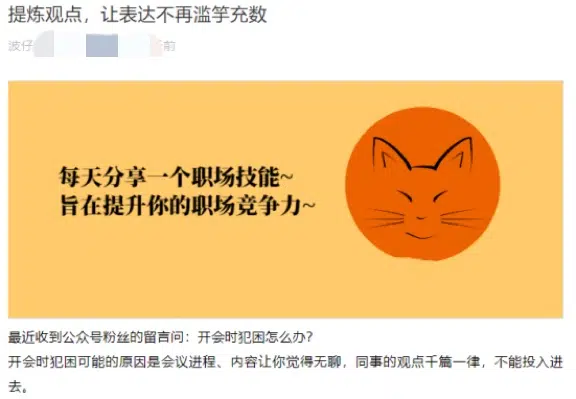 提炼观点，让表达不再滥竽充数
波仔
前
每天分享一个职场技能~
旨在提升你的职场竞争力~
最近收到公众号粉丝的留言问：开会时犯困怎么办？
开会时犯困可能的原因是会议进程、内容让你觉得无聊，同事的观点千篇一律，不能投入进
去。